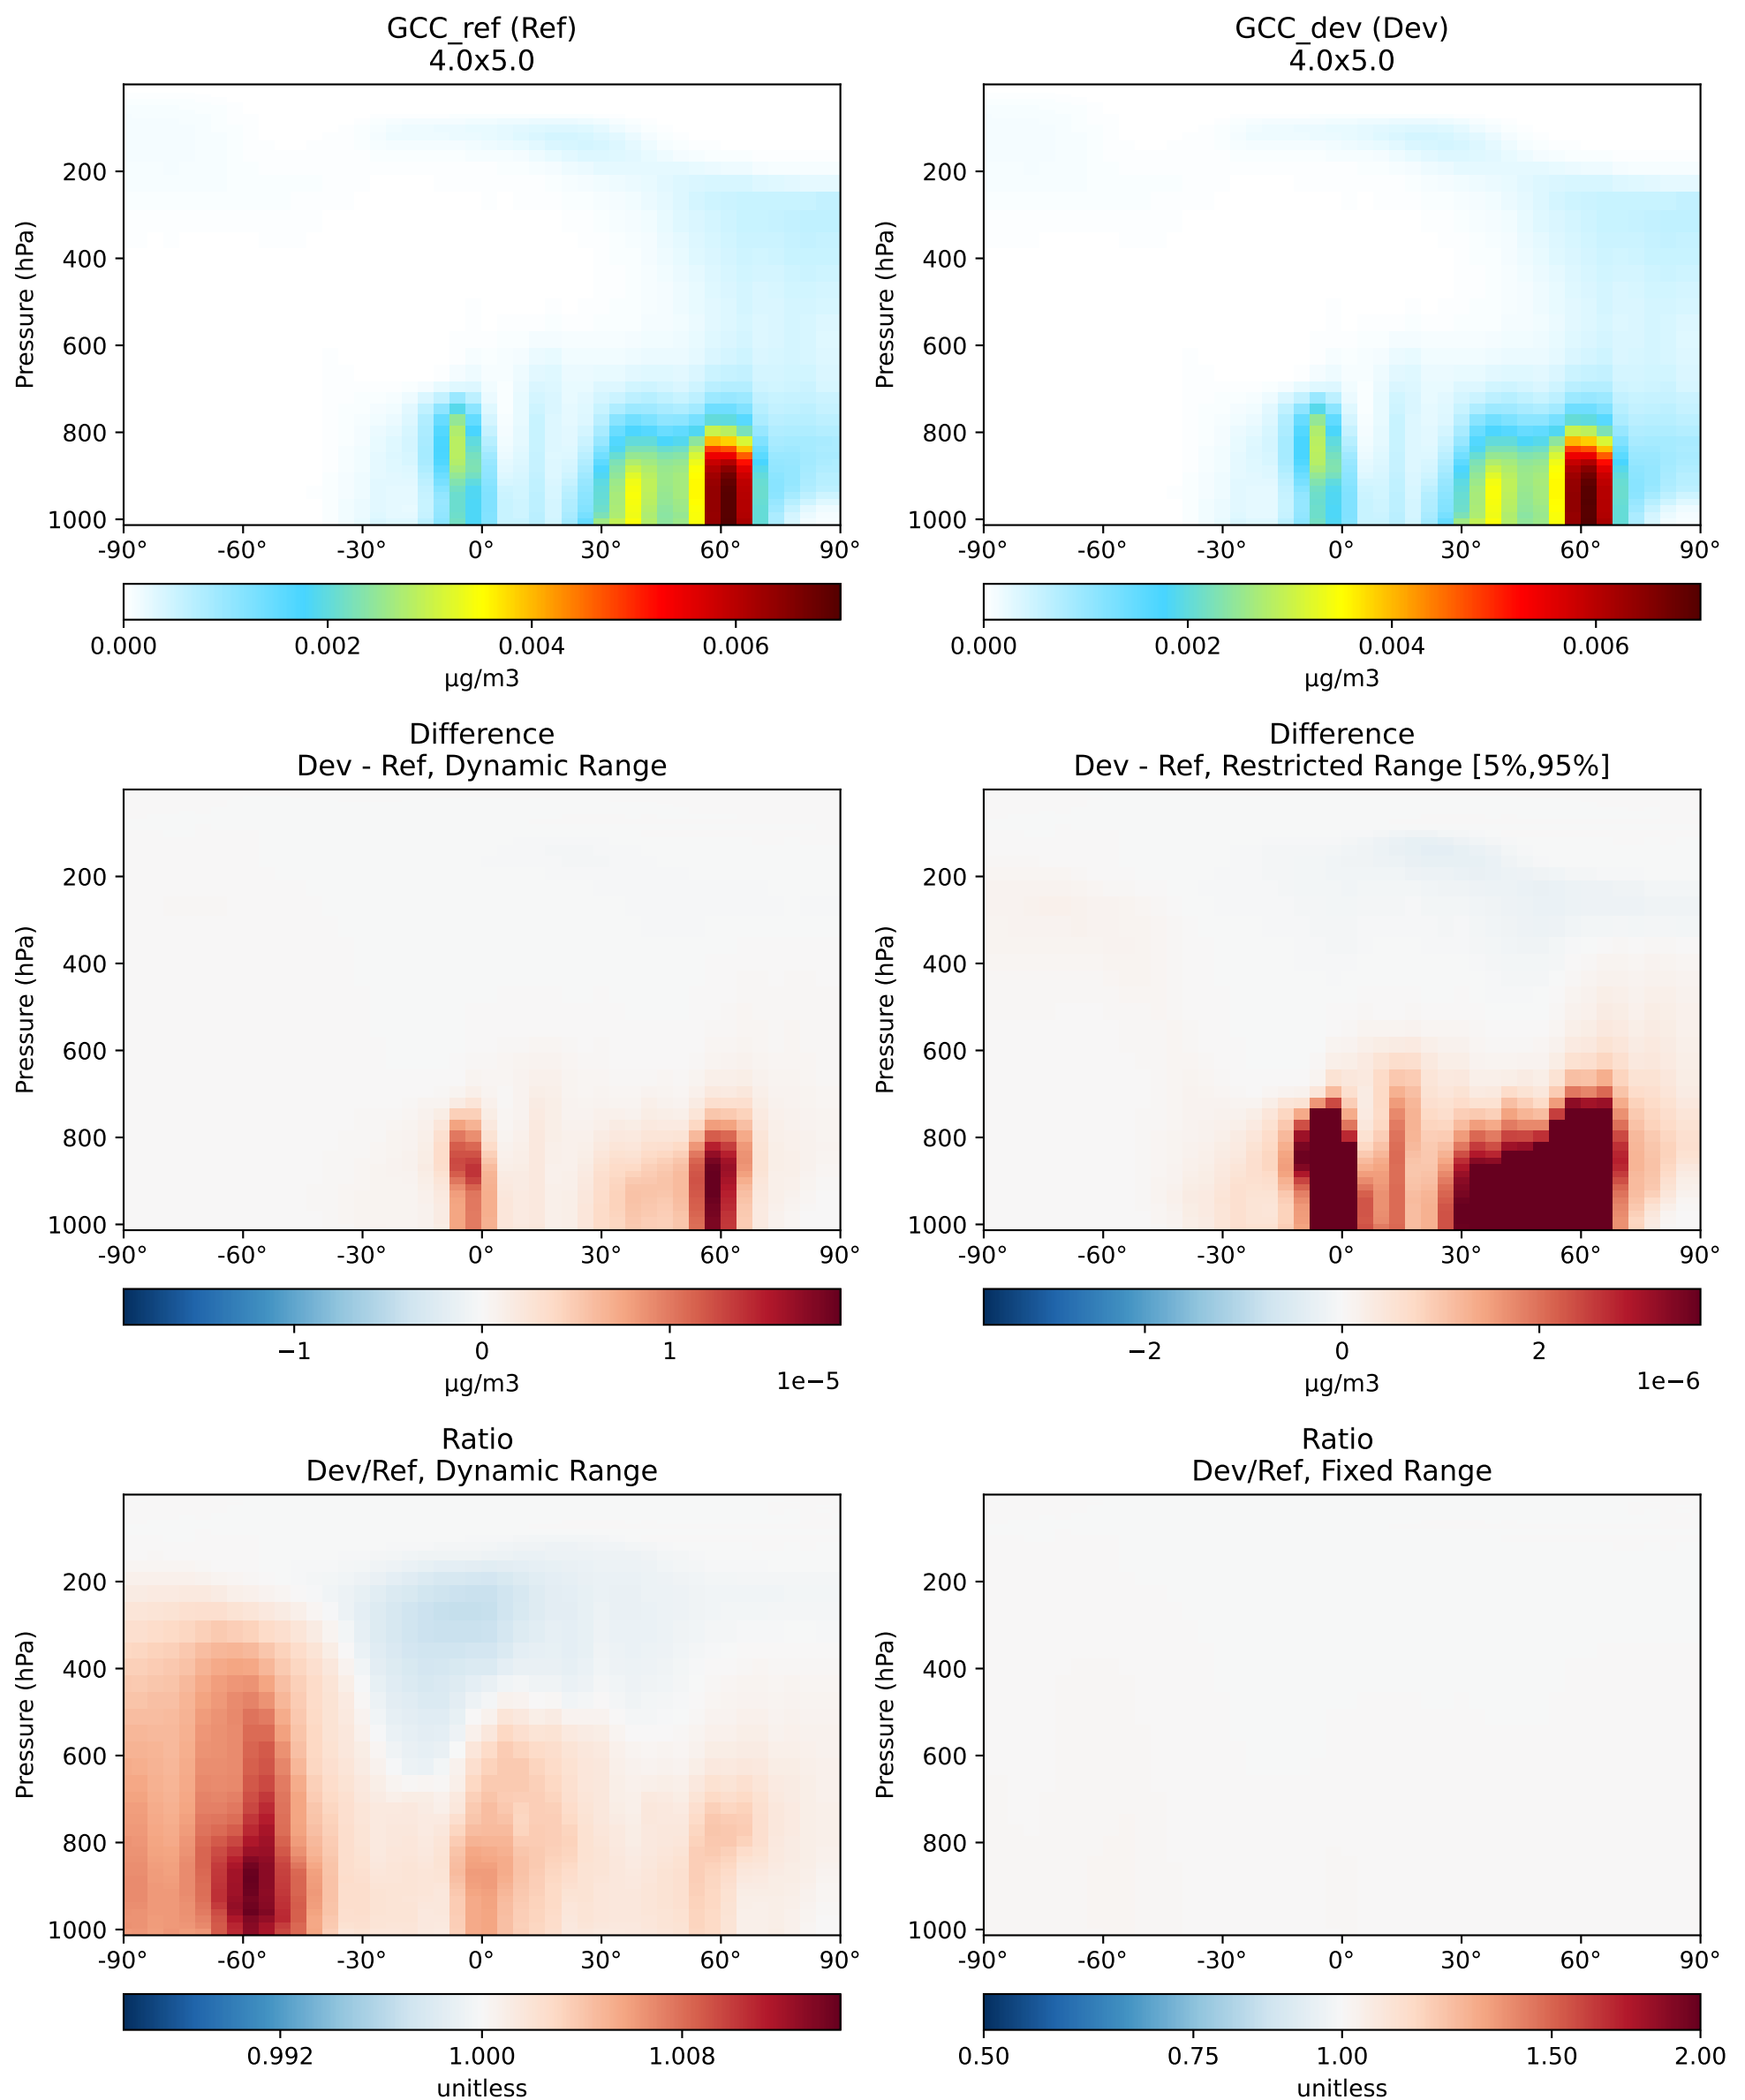 GCC_ref (Ref)
4.0x5.0
Pressure (hPa)
200
400
600
800
1000
-90° -60° -30° 0° 30° 60° 90°
0.000 0.002 0.004 0.006
µg/m3
GCC_dev (Dev)
4.0x5.0
Pressure (hPa)
200
400
600
800
1000
-90° -60° -30° 0° 30° 60° 90°
0.000 0.002 0.004 0.006
µg/m3
Difference
Dev - Ref, Dynamic Range
Pressure (hPa)
200
400
600
800
1000
-90° -60° -30° 0° 30° 60° 90°
−1 0 1
µg/m3
1e−5
Difference
Dev - Ref, Restricted Range [5%,95%]
Pressure (hPa)
200
400
600
800
1000
-90° -60° -30° 0° 30° 60° 90°
−2 0 2
µg/m3
1e−6
Ratio
Dev/Ref, Dynamic Range
Pressure (hPa)
200
400
600
800
1000
-90° -60° -30° 0° 30° 60° 90°
0.992 1.000 1.008
unitless
Ratio
Dev/Ref, Fixed Range
Pressure (hPa)
200
400
600
800
1000
-90° -60° -30° 0° 30° 60° 90°
0.50 0.75 1.00 1.50 2.00
unitless